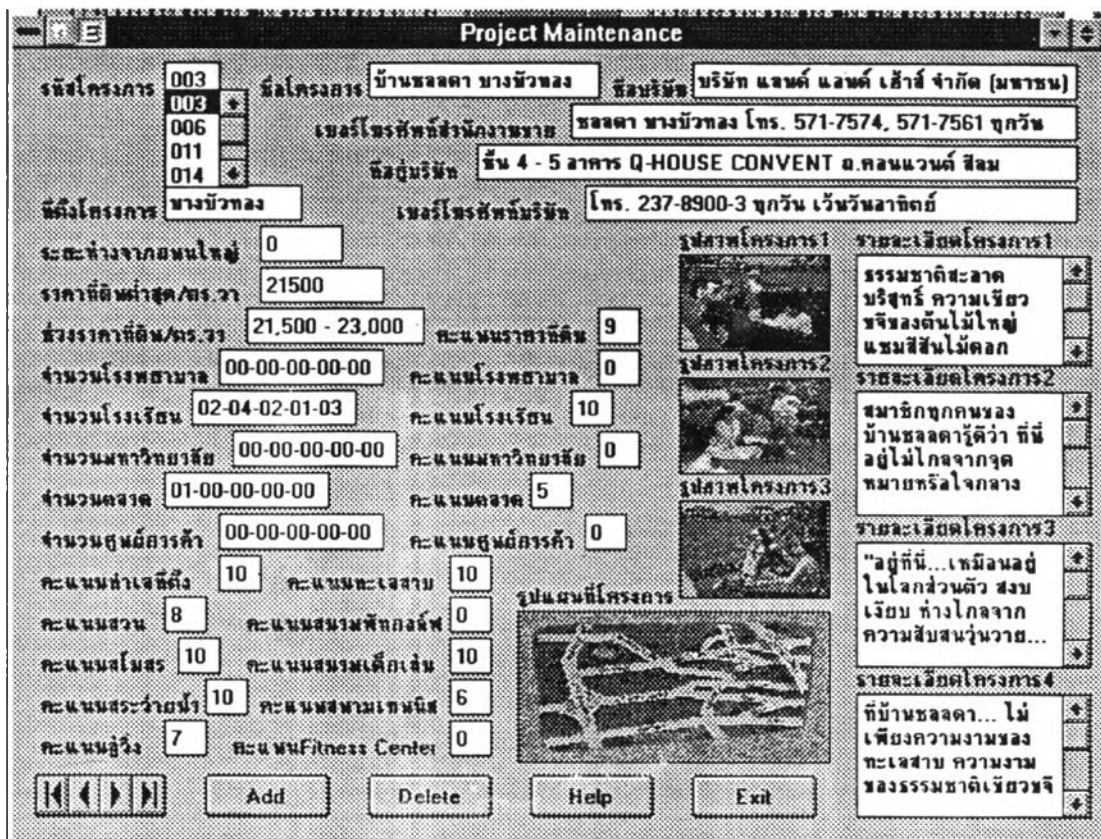 Project Maintenance
รหัสโครงการ 003 ชื่อโครงการ บ้านชลลดา บางบัวทอง ชื่อบริษัท บริษัท แลนด์ แอนด์ เฮ้าส์ จำกัด (มหาชน)
003
006
011
014
เบอร์โทรศัพท์สำนักงานขาย ชลลดา บางบัวทอง โทร. 571-7574, 571-7561 ทุกวัน
ที่อยู่บริษัท ชั้น 4 - 5 อาคาร Q-HOUSE CONVENT ถ.คอนแวนต์ สีลม
ที่ตั้งโครงการ บางบัวทอง เบอร์โทรศัพท์บริษัท โทร. 237-8900-3 ทุกวัน เว้นวันอาทิตย์
ระยะห่างจากถนนใหญ่ 0
ราคาที่ดินต่ำสุด/ตร.วา 21500
ช่วงราคาที่ดิน/ตร.วา 21,500 - 23,000 คะแนนราคาที่ดิน 9
จำนวนโรงพยาบาล 00-00-00-00-00 คะแนนโรงพยาบาล 0
จำนวนโรงเรียน 02-04-02-01-03 คะแนนโรงเรียน 10
จำนวนมหาวิทยาลัย 00-00-00-00-00 คะแนนมหาวิทยาลัย 0
จำนวนตลาด 01-00-00-00-00 คะแนนตลาด 5
จำนวนศูนย์การค้า 00-00-00-00-00 คะแนนศูนย์การค้า 0
คะแนนทำเลที่ตั้ง 10 คะแนนทะเลสาบ 10
คะแนนสวน 8 คะแนนสนามพัทกอล์ฟ 0
คะแนนสโมสร 10 คะแนนสนามเด็กเล่น 10
คะแนนสระว่ายน้ำ 10 คะแนนสนามเทนนิส 6
คะแนนลู่วิ่ง 7 คะแนนFitness Center 0
รูปภาพโครงการ1
รูปภาพโครงการ2
รูปภาพโครงการ3
รูปแผนที่โครงการ
รายละเอียดโครงการ1
ธรรมชาติสะอาด
บริสุทธิ์ ความเขียว
ขจีของต้นไม้ใหญ่
แซมสีสันไม้ดอก
รายละเอียดโครงการ2
สมาชิกทุกคนของ
บ้านชลลดารู้ดีว่า ที่นี่
อยู่ไม่ไกลจากจุด
หมายหรือใจกลาง
รายละเอียดโครงการ3
"อยู่ที่นี่...เหมือนอยู่
ในโลกส่วนตัว สงบ
เงียบ ห่างไกลจาก
ความสับสนวุ่นวาย...
รายละเอียดโครงการ4
ที่บ้านชลลดา... ไม่
เพียงความงามของ
ทะเลสาบ ความงาม
ของธรรมชาติเขียวขจี
Add Delete Help Exit